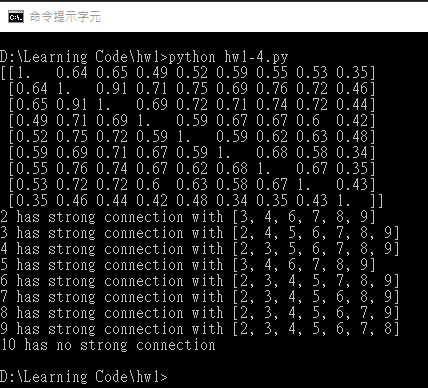 命令提示字元
D:\Learning Code\hw1>python hw1-4.py
[[1.   0.64 0.65 0.49 0.52 0.59 0.55 0.53 0.35]
 [0.64 1.   0.91 0.71 0.75 0.69 0.76 0.72 0.46]
 [0.65 0.91 1.   0.69 0.72 0.71 0.74 0.72 0.44]
 [0.49 0.71 0.69 1.   0.59 0.67 0.67 0.6  0.42]
 [0.52 0.75 0.72 0.59 1.   0.59 0.62 0.63 0.48]
 [0.59 0.69 0.71 0.67 0.59 1.   0.68 0.58 0.34]
 [0.55 0.76 0.74 0.67 0.62 0.68 1.   0.67 0.35]
 [0.53 0.72 0.72 0.6  0.63 0.58 0.67 1.   0.43]
 [0.35 0.46 0.44 0.42 0.48 0.34 0.35 0.43 1.  ]]
2 has strong connection with [3, 4, 6, 7, 8, 9]
3 has strong connection with [2, 4, 5, 6, 7, 8, 9]
4 has strong connection with [2, 3, 5, 6, 7, 8, 9]
5 has strong connection with [3, 4, 6, 7, 8, 9]
6 has strong connection with [2, 3, 4, 5, 7, 8, 9]
7 has strong connection with [2, 3, 4, 5, 6, 8, 9]
8 has strong connection with [2, 3, 4, 5, 6, 7, 9]
9 has strong connection with [2, 3, 4, 5, 6, 7, 8]
10 has no strong connection
D:\Learning Code\hw1>